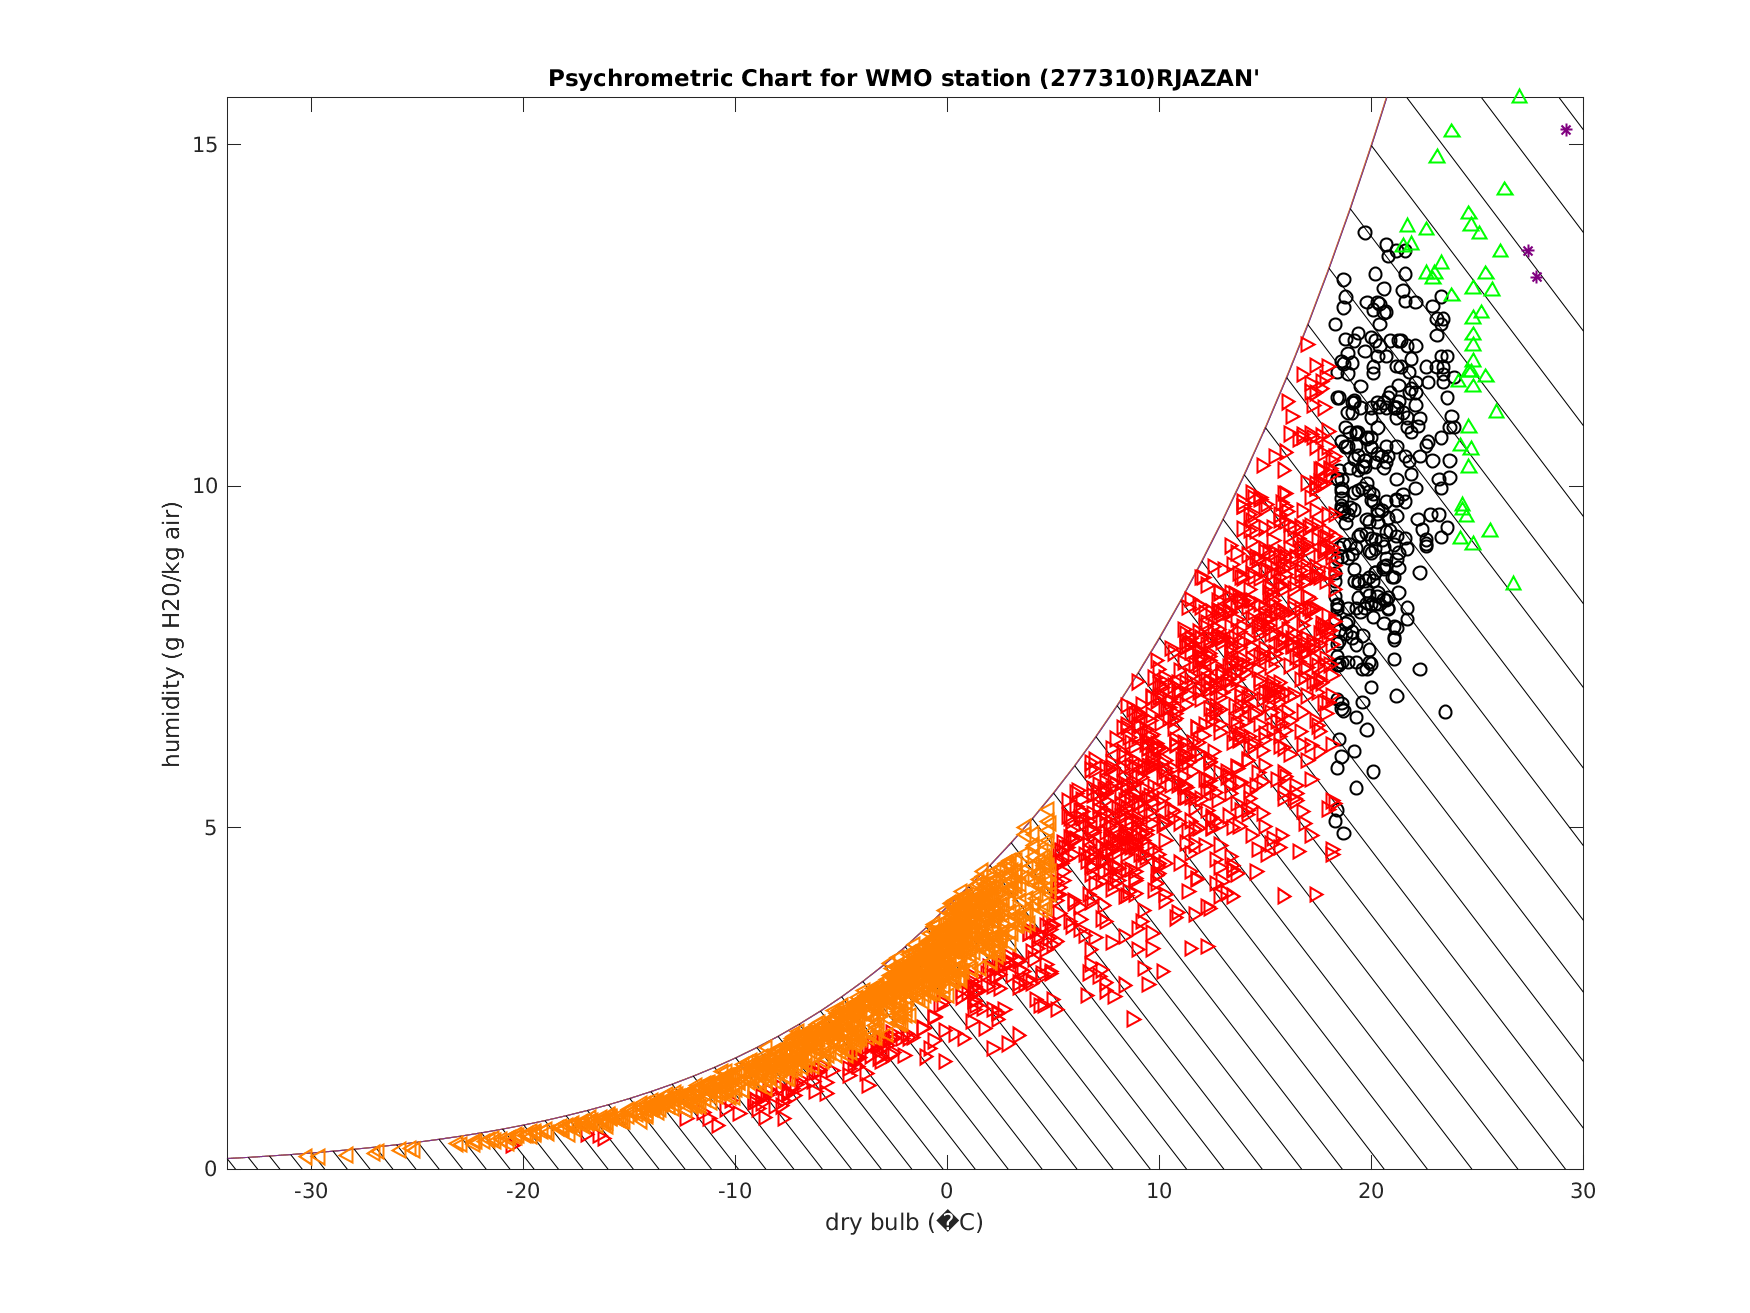 Psychrometric Chart for WMO station (277310)RJAZAN'
15
10
5
0
humidity (g H20/kg air)
-30 -20 -10 0 10 20 30
dry bulb (�C)